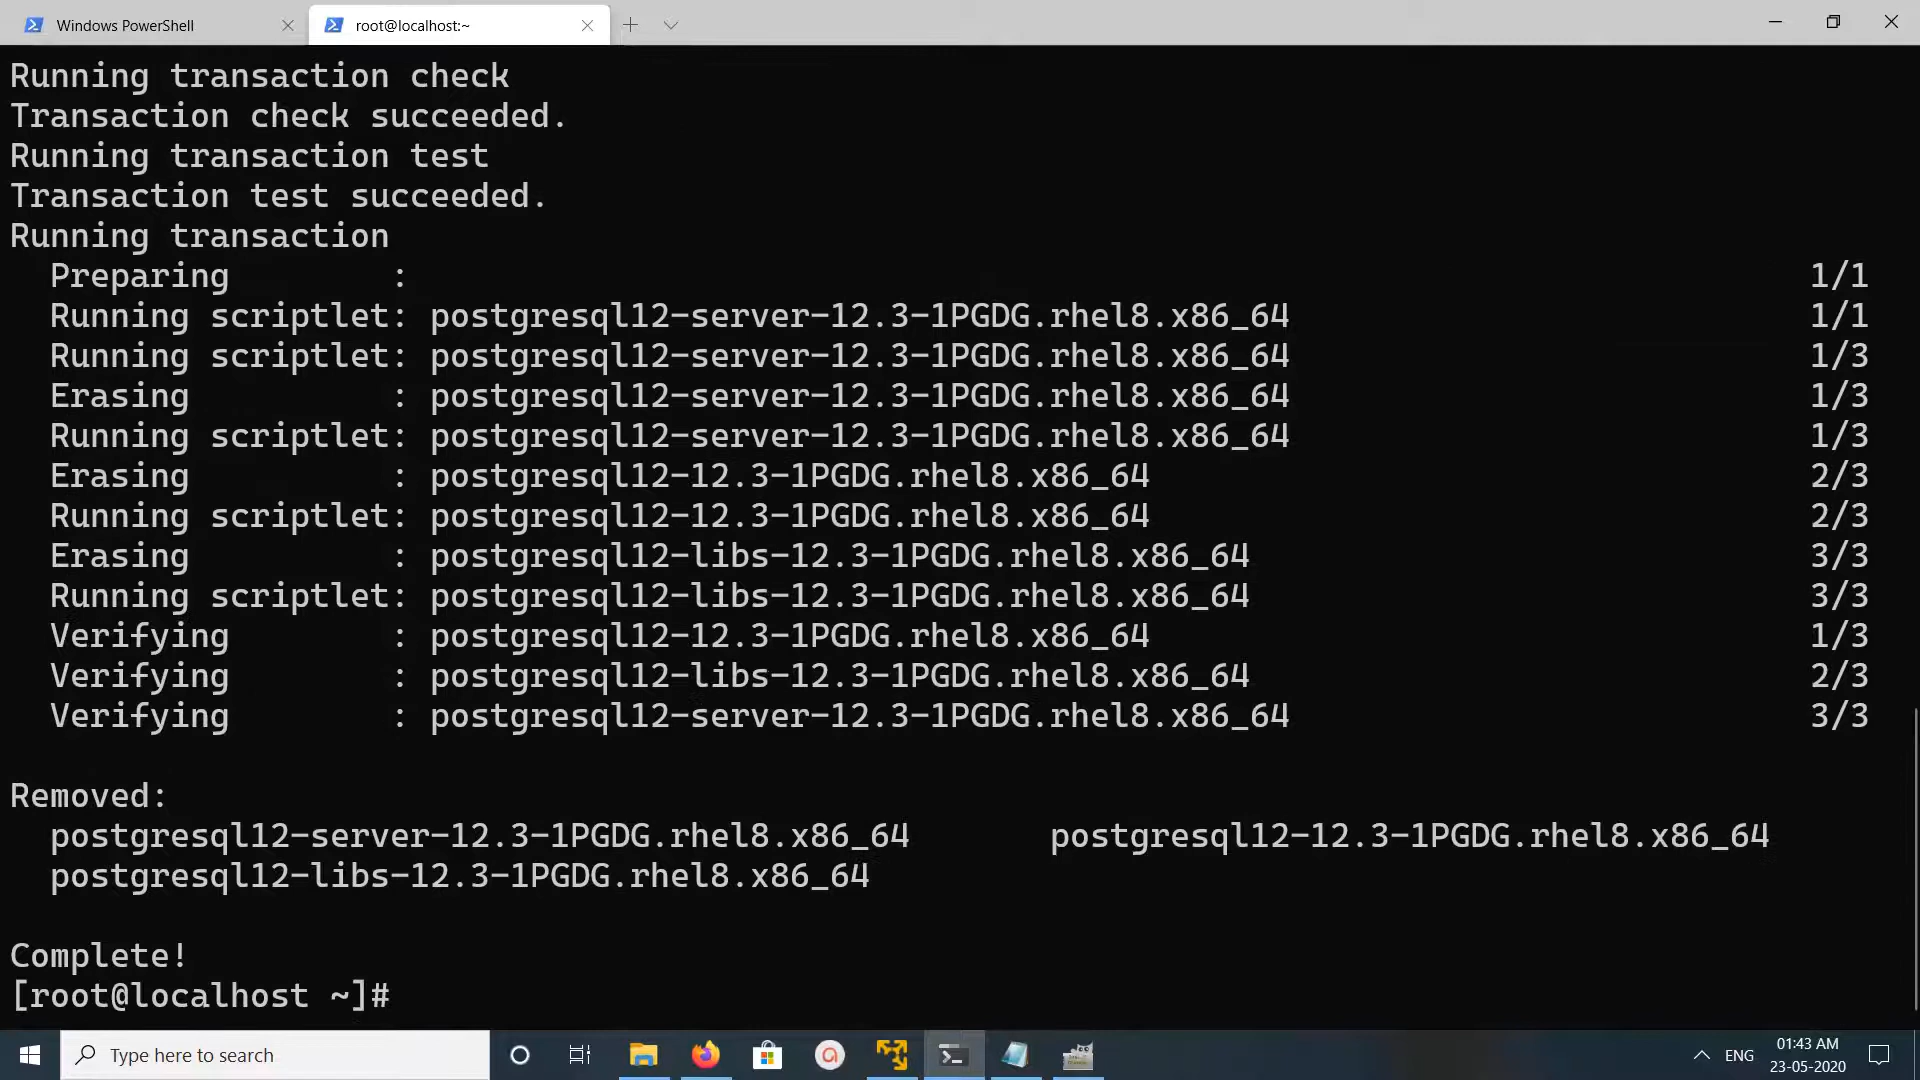 Windows PowerShell
root@localhost:~
Running transaction check
Transaction check succeeded.
Running transaction test
Transaction test succeeded.
Running transaction
Preparing : 1/1
Running scriptlet: postgresql12-server-12.3-1PGDG.rhel8.x86_64 1/1
Running scriptlet: postgresql12-server-12.3-1PGDG.rhel8.x86_64 1/3
Erasing : postgresql12-server-12.3-1PGDG.rhel8.x86_64 1/3
Running scriptlet: postgresql12-server-12.3-1PGDG.rhel8.x86_64 1/3
Erasing : postgresql12-12.3-1PGDG.rhel8.x86_64 2/3
Running scriptlet: postgresql12-12.3-1PGDG.rhel8.x86_64 2/3
Erasing : postgresql12-libs-12.3-1PGDG.rhel8.x86_64 3/3
Running scriptlet: postgresql12-libs-12.3-1PGDG.rhel8.x86_64 3/3
Verifying : postgresql12-12.3-1PGDG.rhel8.x86_64 1/3
Verifying : postgresql12-libs-12.3-1PGDG.rhel8.x86_64 2/3
Verifying : postgresql12-server-12.3-1PGDG.rhel8.x86_64 3/3
Removed:
postgresql12-server-12.3-1PGDG.rhel8.x86_64 postgresql12-12.3-1PGDG.rhel8.x86_64
postgresql12-libs-12.3-1PGDG.rhel8.x86_64
Complete!
[root@localhost ~]#
Type here to search
ENG
01:43 AM
23-05-2020